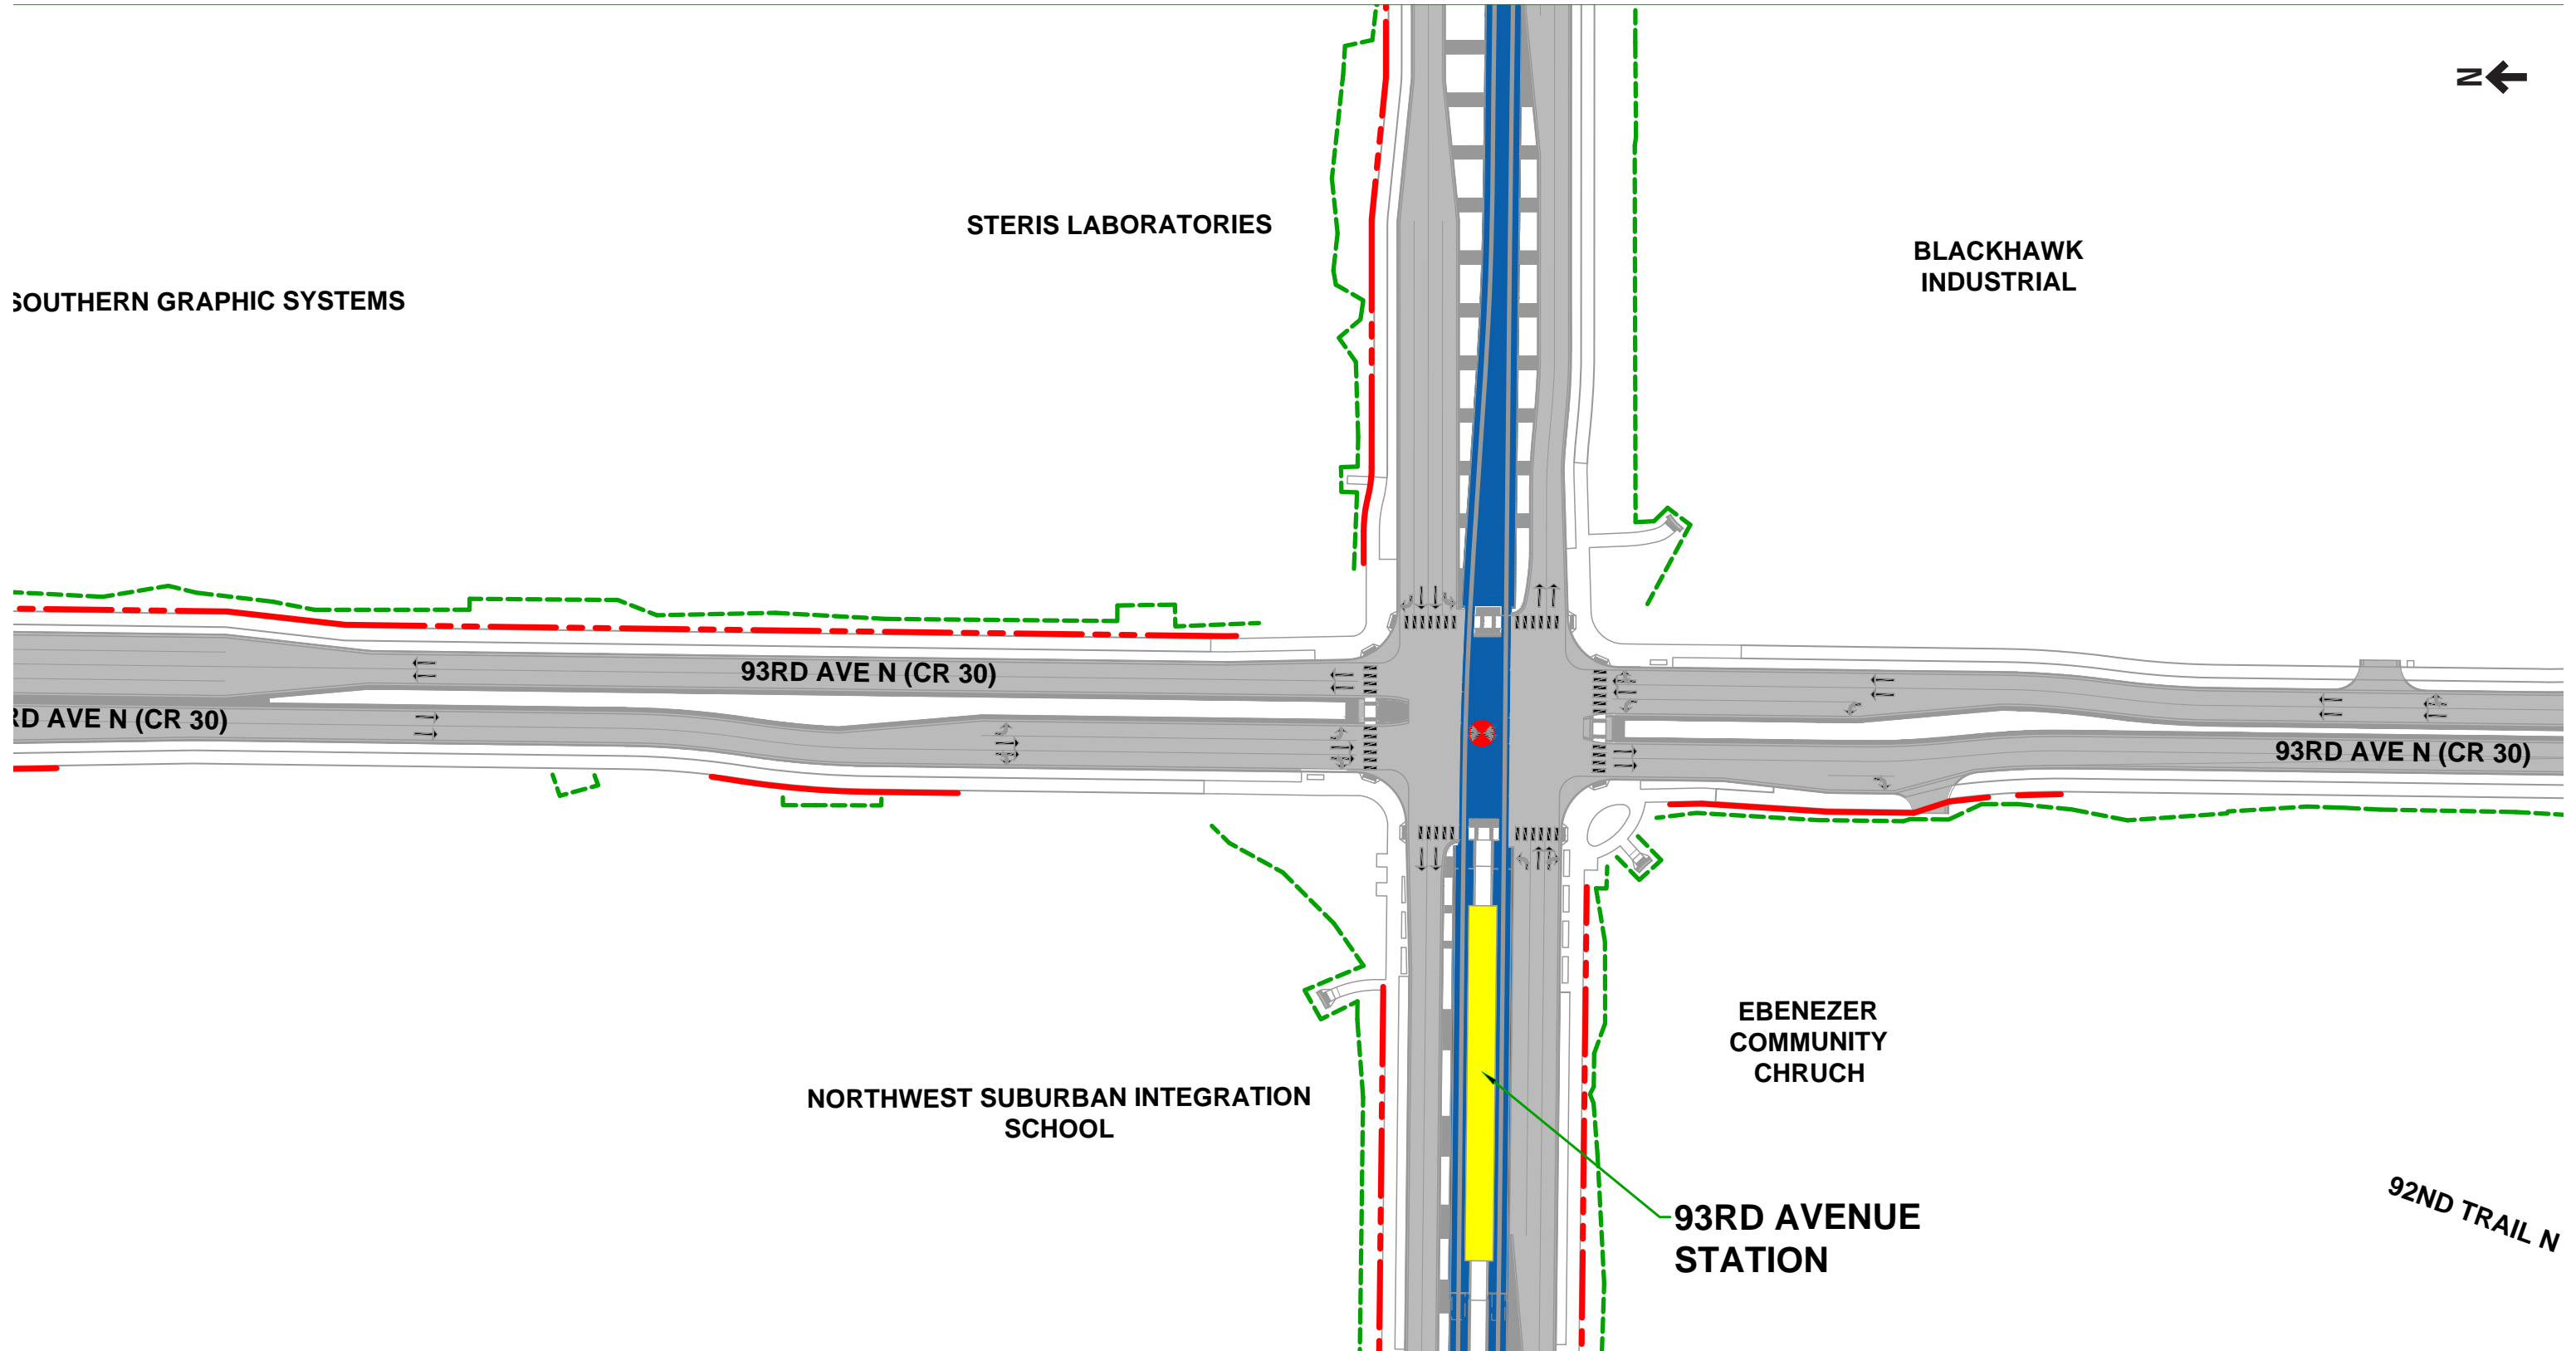 N
STERIS LABORATORIES
BLACKHAWK
INDUSTRIAL
SOUTHERN GRAPHIC SYSTEMS
93RD AVE N (CR 30)
RD AVE N (CR 30)
93RD AVE N (CR 30)
EBENEZER
COMMUNITY
CHRUCH
NORTHWEST SUBURBAN INTEGRATION
SCHOOL
93RD AVENUE
STATION
92ND TRAIL N